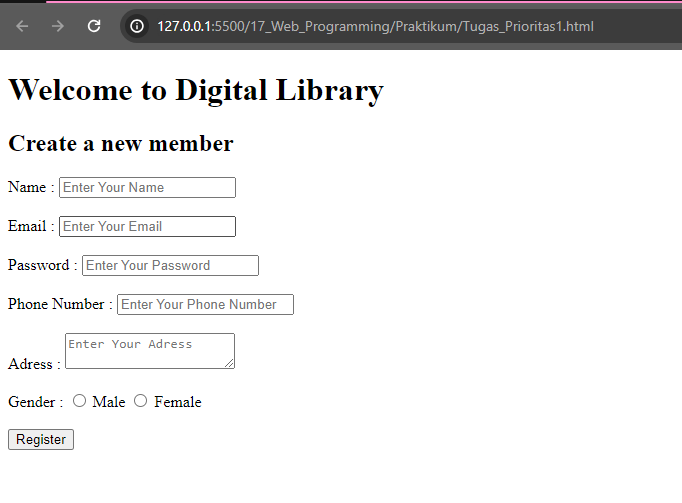 127.0.0.1:5500/17_Web_Programming/Praktikum/Tugas_Prioritas1.html
Welcome to Digital Library
Create a new member
Name : Enter Your Name
Email : Enter Your Email
Password : Enter Your Password
Phone Number : Enter Your Phone Number
Adress : Enter Your Adress
Gender : Male Female
Register